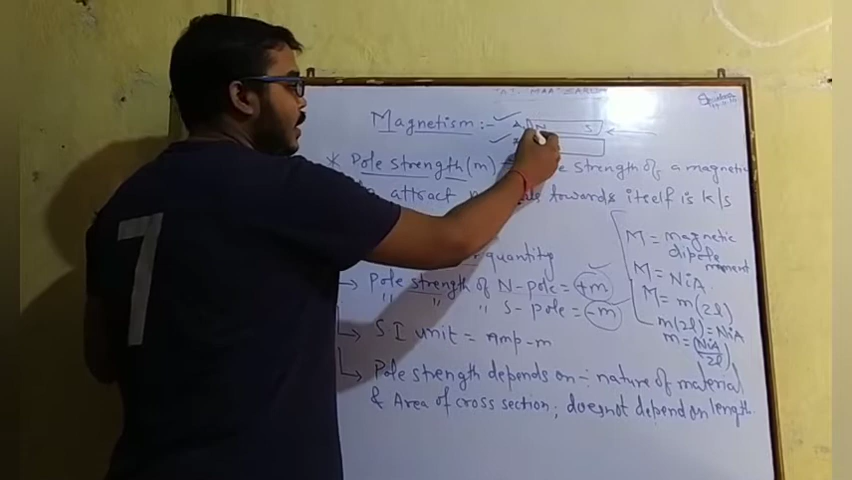 Magnetism :-
N S
* Pole strength (m) strength of a magnetic
attract towards itself is k/s
quantity
→ Pole strength of N-pole = +m
" " " S-pole = -m
→ S I unit = Amp-m
→ Pole strength depends on :- nature of material
& Area of cross section; does not depend on length.
M = magnetic
dipole
moment
M = NiA
M = m(2l)
m(2l) = NiA
m = (NiA
2l)